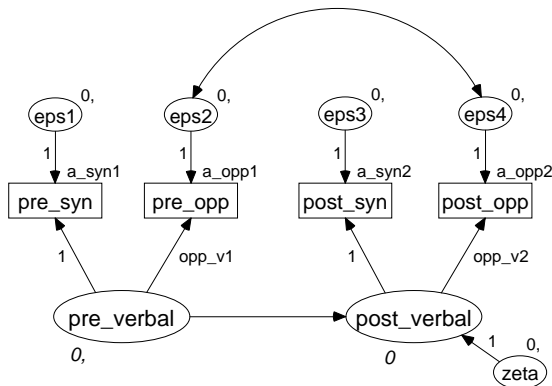 0, 0, 0, 0,
eps1 eps2 eps3 eps4
1 1 1 1
a_syn1 a_opp1 a_syn2 a_opp2
pre_syn pre_opp post_syn post_opp
1 opp_v1 1 opp_v2
pre_verbal post_verbal
0, 0 1 0,
zeta